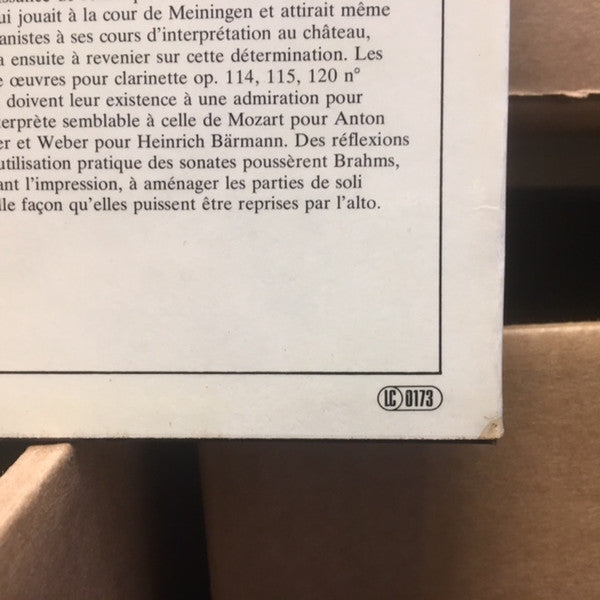 ui jouait à la cour de Meiningen et attirait même
anistes à ses cours d'interprétation au château,
a ensuite à revenier sur cette détermination. Les
e œuvres pour clarinette op. 114, 115, 120 n°
doivent leur existence à une admiration pour
erprète semblable à celle de Mozart pour Anton
er et Weber pour Heinrich Bärmann. Des réflexions
utilisation pratique des sonates poussèrent Brahms,
ant l'impression, à aménager les parties de soli
lle façon qu'elles puissent être reprises par l'alto.
LC 0173